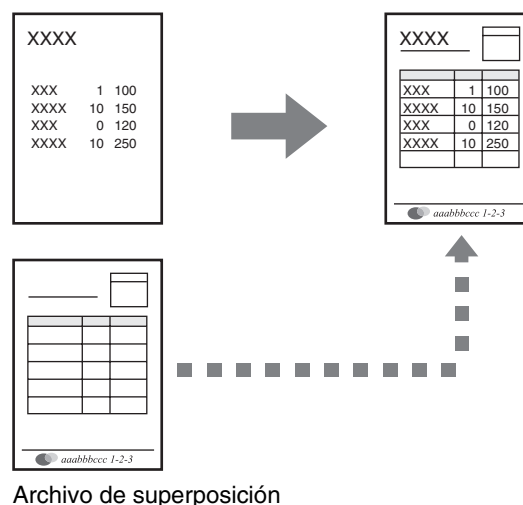 XXXX
XXX 1 100
XXXX 10 150
XXX 0 120
XXXX 10 250
XXXX
XXX 1 100
XXXX 10 150
XXX 0 120
XXXX 10 250
aaabbbccc 1-2-3
aaabbbccc 1-2-3
Archivo de superposición